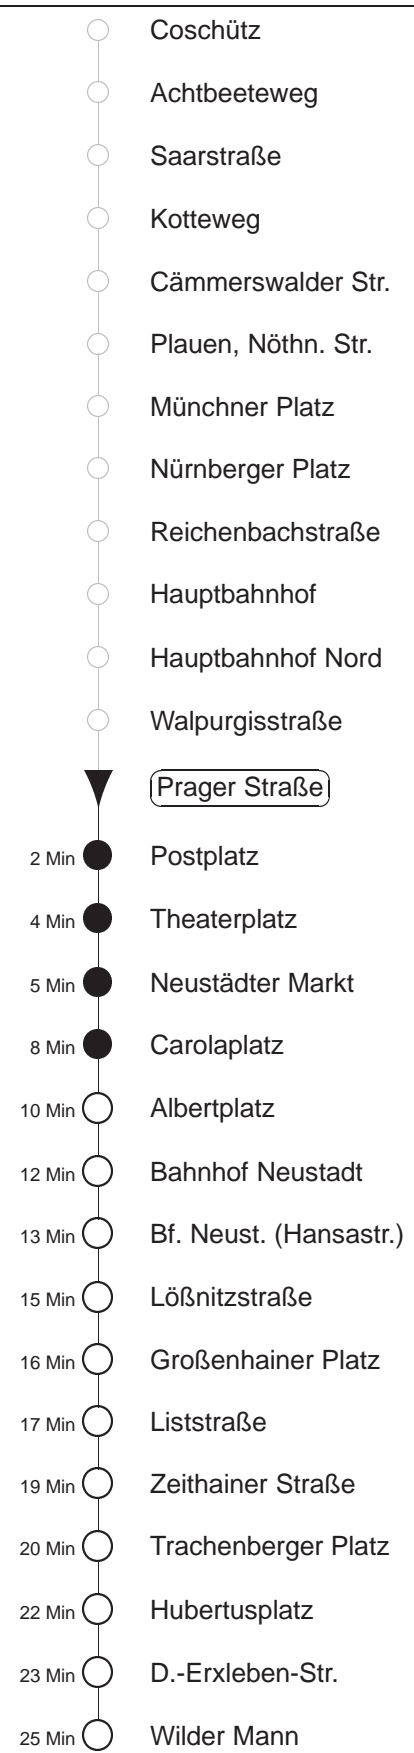 Coschütz
Achtbeeteweg
Saarstraße
Kotteweg
Cämmerswalder Str.
Plauen, Nöthn. Str.
Münchner Platz
Nürnberger Platz
Reichenbachstraße
Hauptbahnhof
Hauptbahnhof Nord
Walpurgisstraße
Prager Straße
2 Min Postplatz
4 Min Theaterplatz
5 Min Neustädter Markt
8 Min Carolaplatz
10 Min Albertplatz
12 Min Bahnhof Neustadt
13 Min Bf. Neust. (Hansastr.)
15 Min Lößnitzstraße
16 Min Großenhainer Platz
17 Min Liststraße
19 Min Zeithainer Straße
20 Min Trachenberger Platz
22 Min Hubertusplatz
23 Min D.-Erxleben-Str.
25 Min Wilder Mann